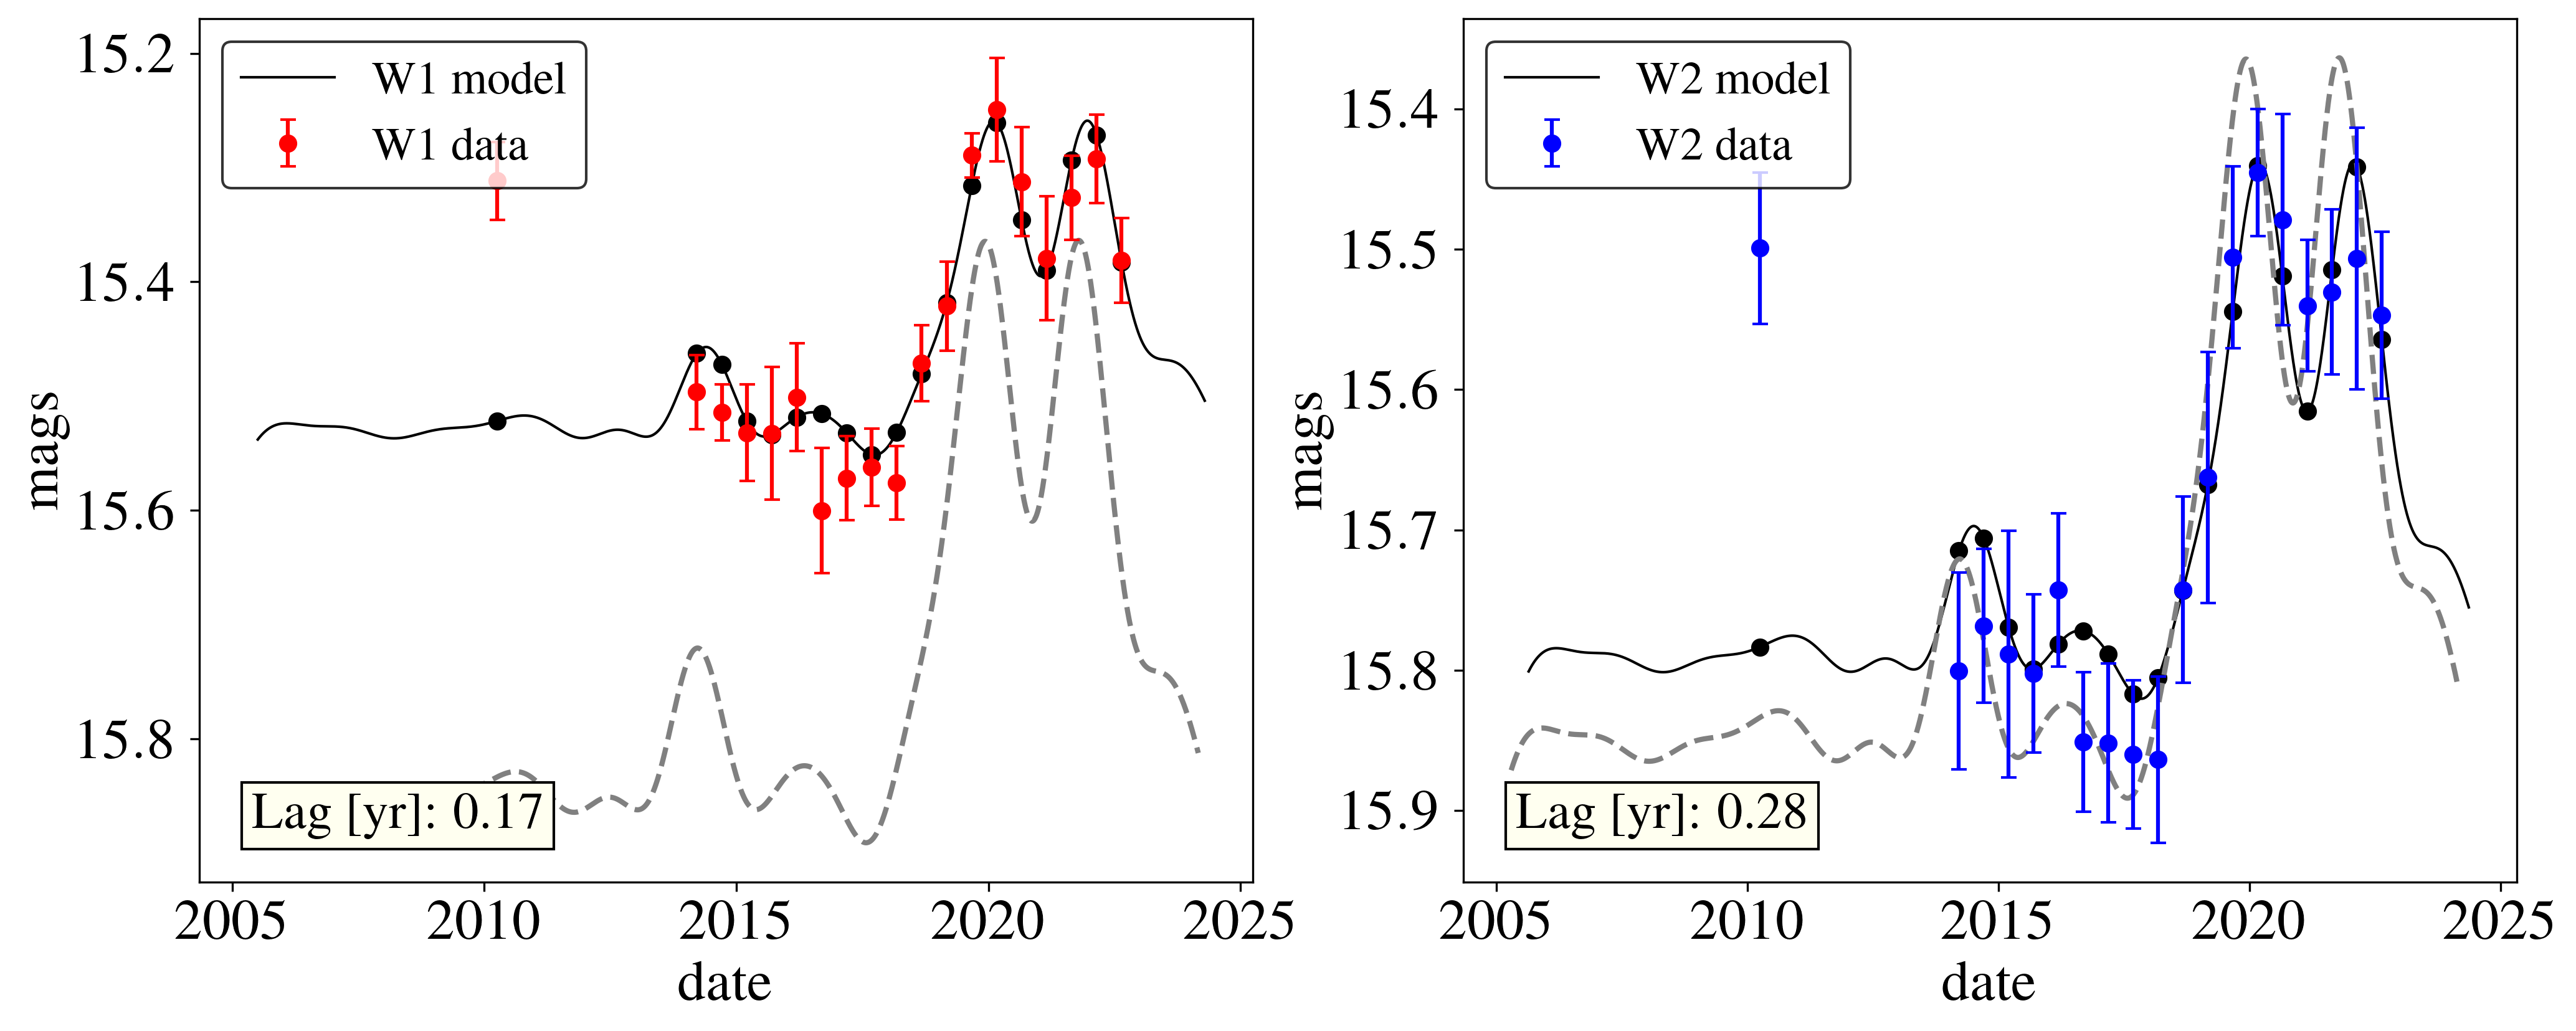 W1 model
W1 data
15.2
15.4
15.6
15.8
mags
Lag [yr]: 0.17
2005 2010 2015 2020 2025
date
W2 model
W2 data
15.4
15.5
15.6
15.7
15.8
15.9
mags
Lag [yr]: 0.28
2005 2010 2015 2020 2025
date